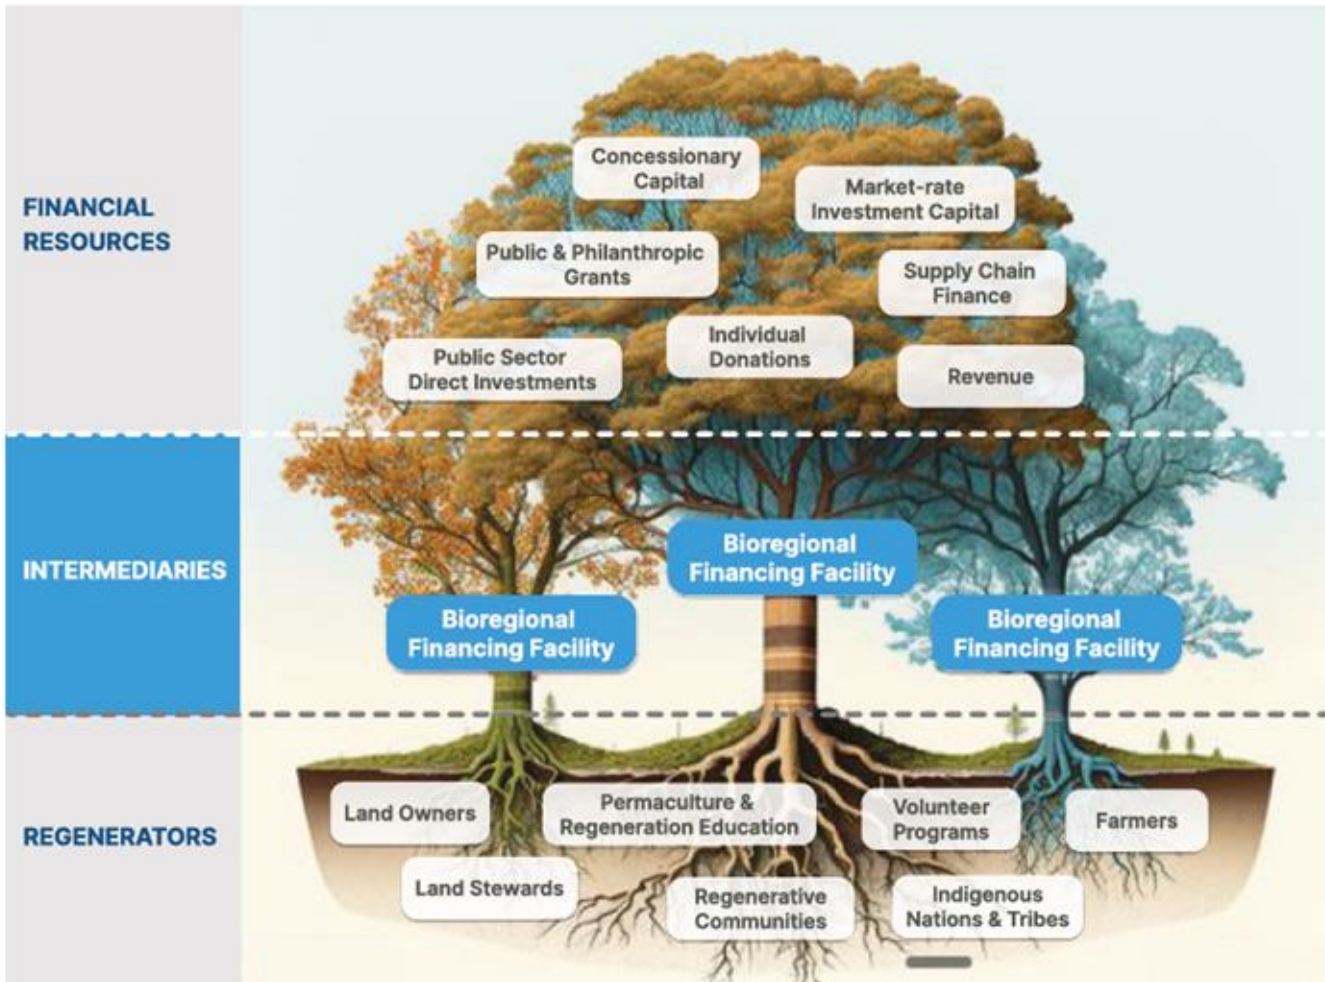 FINANCIAL
RESOURCES
Concessionary
Capital
Market-rate
Investment Capital
Public & Philanthropic
Grants
Supply Chain
Finance
Individual
Donations
Public Sector
Direct Investments
Revenue
INTERMEDIARIES
Bioregional
Financing Facility
Bioregional
Financing Facility
Bioregional
Financing Facility
REGENERATORS
Land Owners
Permaculture &
Regeneration Education
Volunteer
Programs
Farmers
Land Stewards
Regenerative
Communities
Indigenous
Nations & Tribes